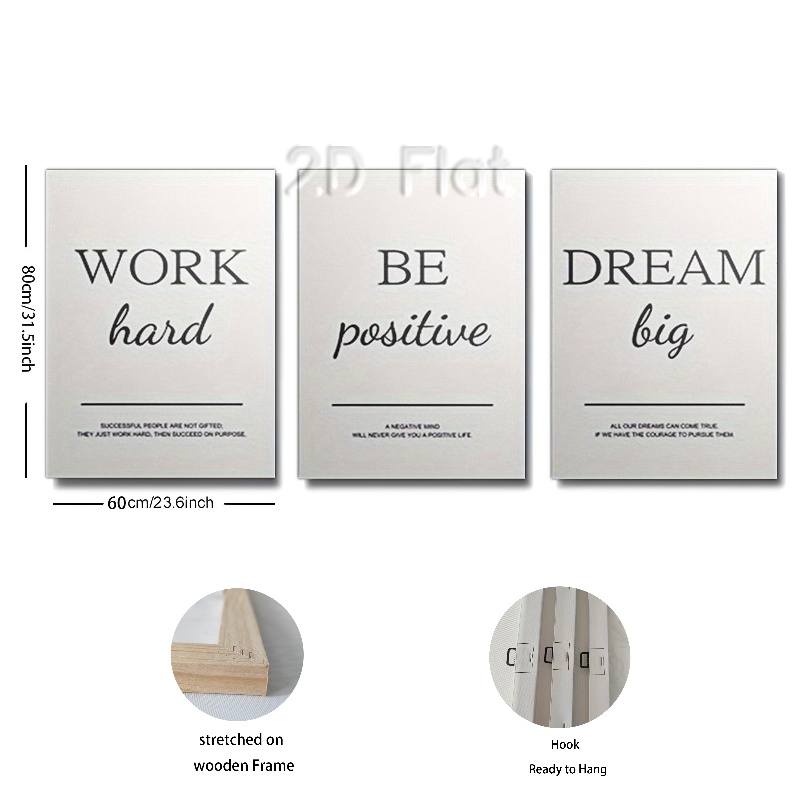 2D Flat
WORK
hard
SUCCESSFUL PEOPLE ARE NOT GIFTED;
THEY JUST WORK HARD, THEN SUCCEED ON PURPOSE.
BE
positive
A NEGATIVE MIND
WILL NEVER GIVE YOU A POSITIVE LIFE.
DREAM
big
ALL OUR DREAMS CAN COME TRUE,
IF WE HAVE THE COURAGE TO PURSUE THEM.
80cm/31.5inch
60cm/23.6inch
stretched on
wooden Frame
Hook
Ready to Hang